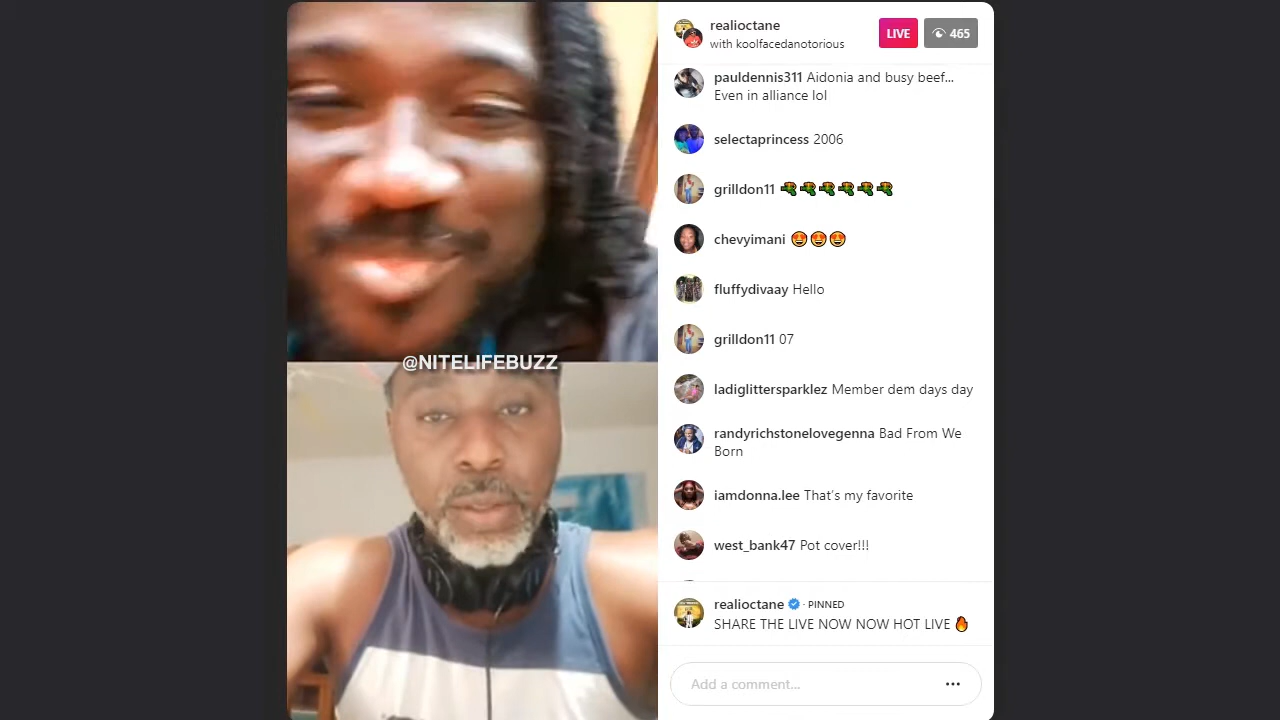 realioctane
with koolfacedanotorious
LIVE
465
pauldennis311 Aidonia and busy beef...
Even in alliance lol
selectaprincess 2006
grilldon11 🔫🔫🔫🔫🔫🔫
chevyimani 😍😍😍
fluffydivaay Hello
grilldon11 07
ladiglittersparklez Member dem days day
randyrichstonelovegenna Bad From We
Born
iamdonna.lee That's my favorite
west_bank47 Pot cover!!!
realioctane · PINNED
SHARE THE LIVE NOW NOW HOT LIVE 🔥
Add a comment...
@NITELIFEBUZZ